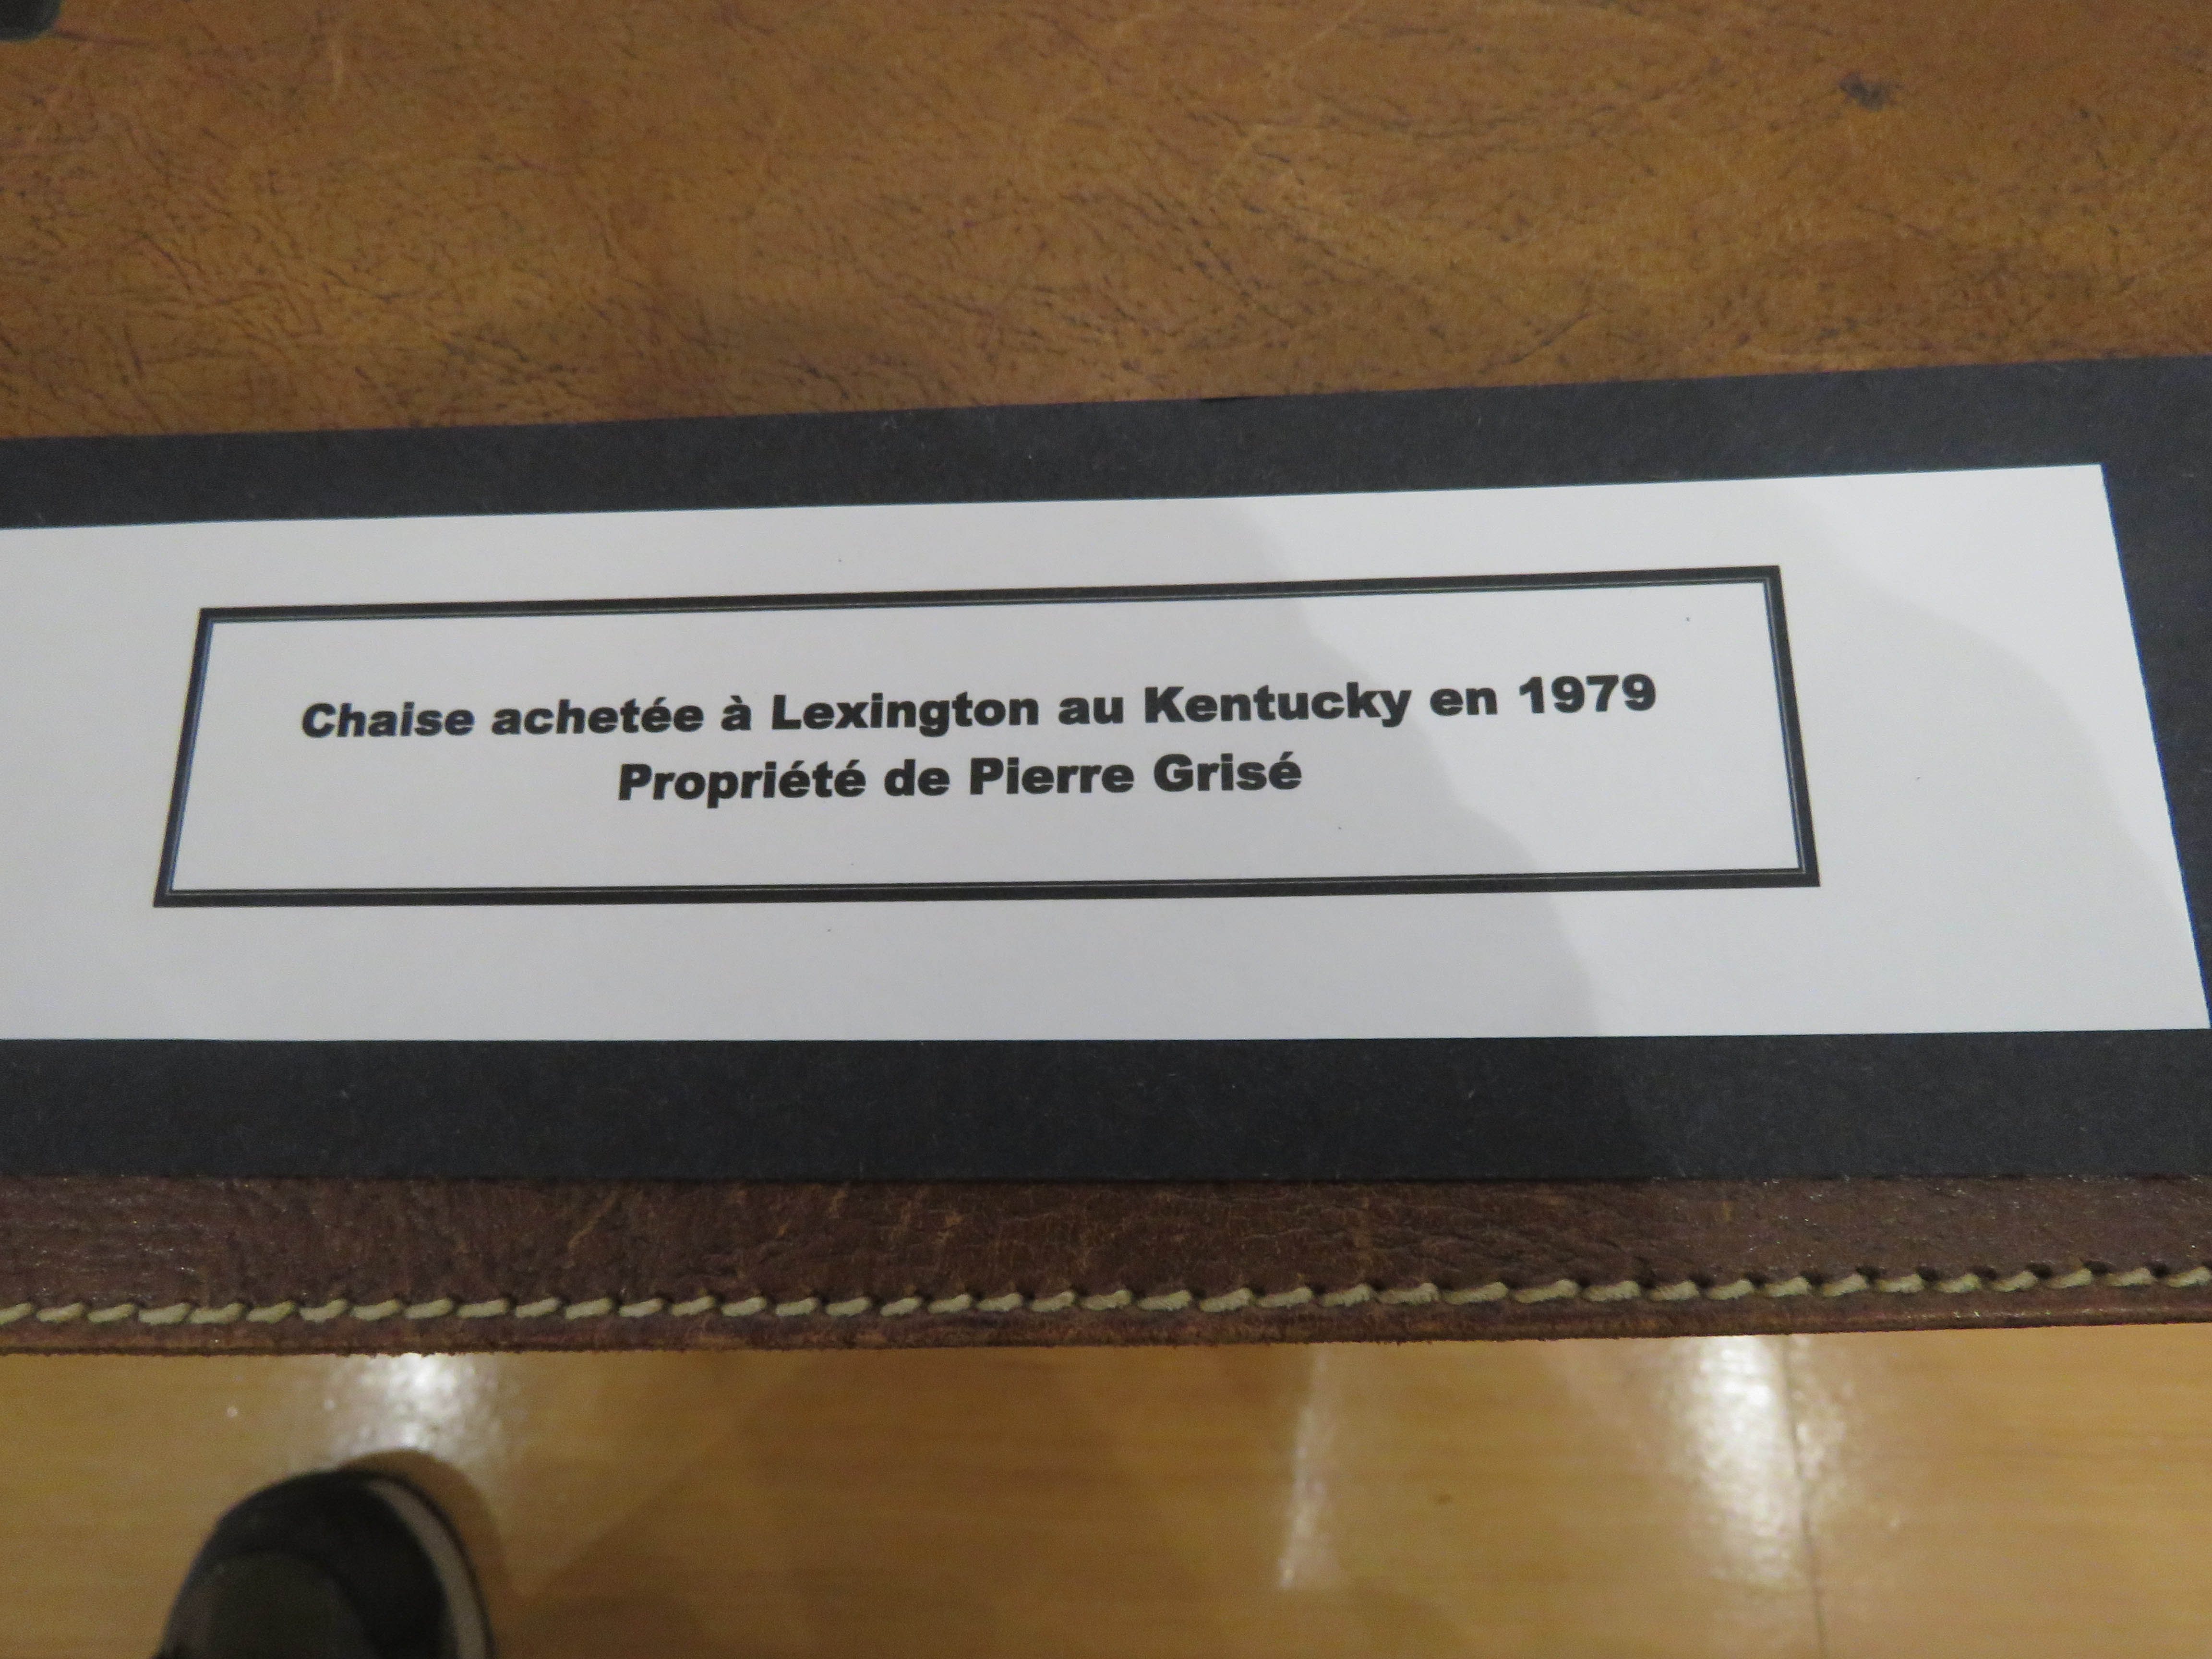 Chaise achetée à Lexington au Kentucky en 1979
Propriété de Pierre Grisé